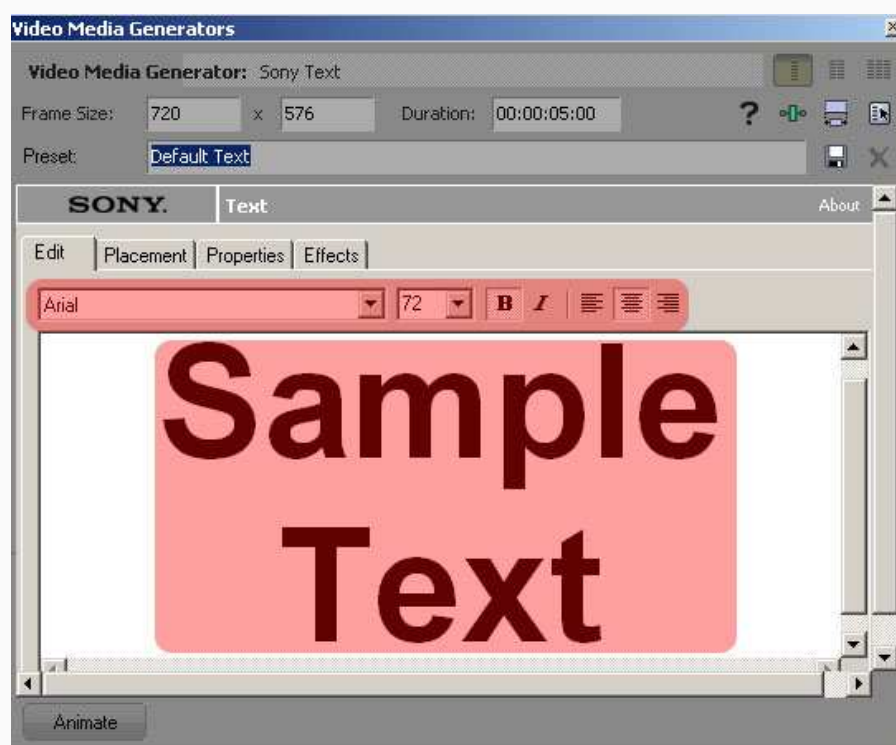 Video Media Generators
Video Media Generator: Sony Text
Frame Size: 720 x 576 Duration: 00:00:05:00 ?
Preset: Default Text
SONY. Text About
Edit Placement Properties Effects
Arial 72 B I
Sample
Text
Animate